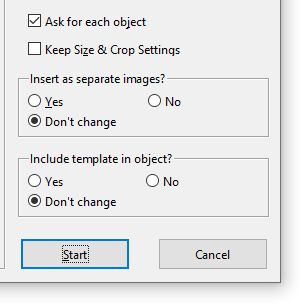 Ask for each object
Keep Size & Crop Settings
Insert as separate images?
Yes No
Don't change
Include template in object?
Yes No
Don't change
Start Cancel